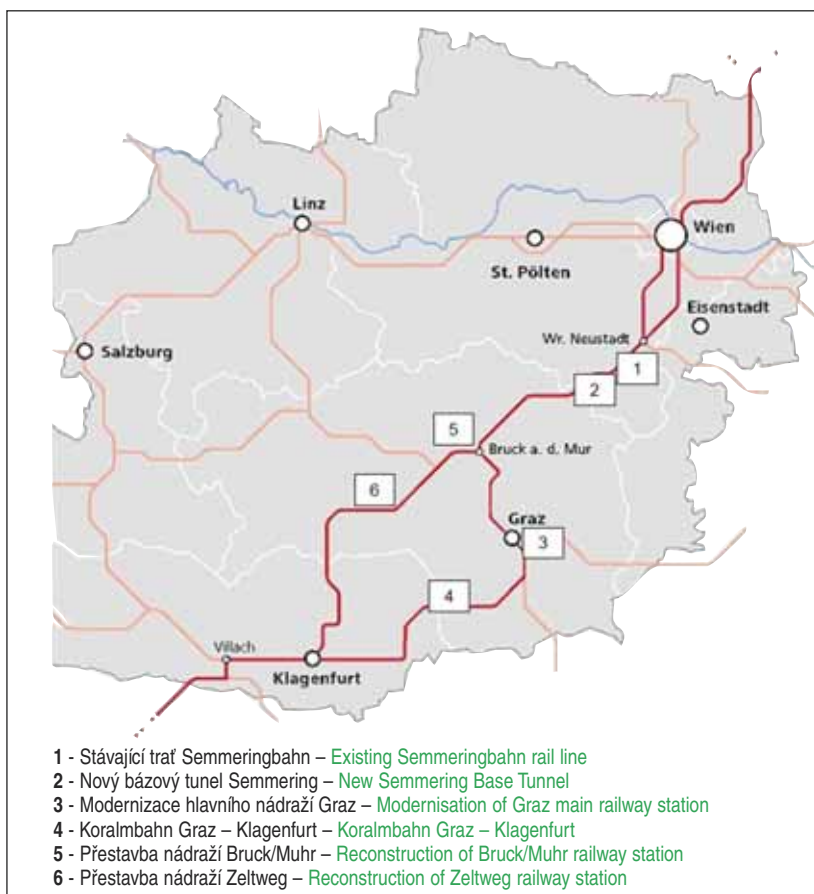 Linz
Wien
St. Pölten
Eisenstadt
Wr. Neustadt
Salzburg
1
2
5
Bruck a. d. Mur
6
Graz
3
4
Villach
Klagenfurt
1 - Stávající trať Semmeringbahn – Existing Semmeringbahn rail line
2 - Nový bázový tunel Semmering – New Semmering Base Tunnel
3 - Modernizace hlavního nádraží Graz – Modernisation of Graz main railway station
4 - Koralmbahn Graz – Klagenfurt – Koralmbahn Graz – Klagenfurt
5 - Přestavba nádraží Bruck/Muhr – Reconstruction of Bruck/Muhr railway station
6 - Přestavba nádraží Zeltweg – Reconstruction of Zeltweg railway station